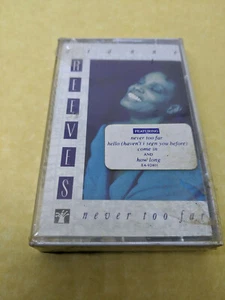 dianne
REEVES
FEATURING
never too far
hello (haven't I seen you before)
come in
AND
how long
never too far